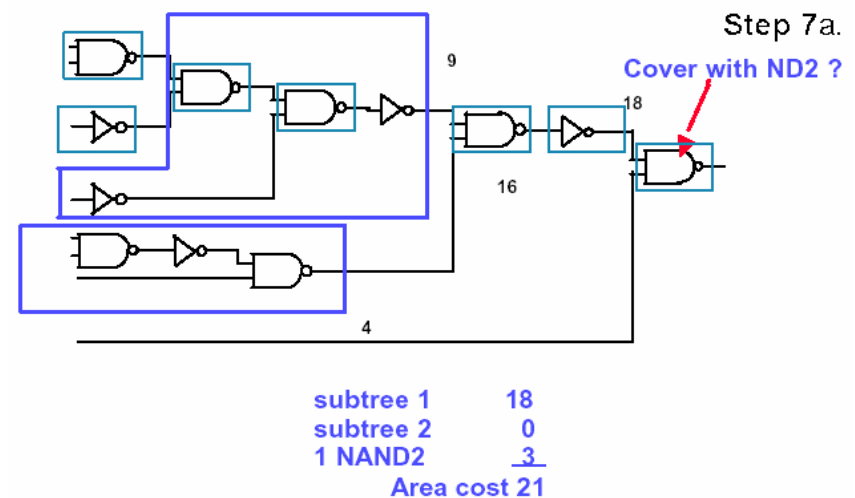 Step 7a.
Cover with ND2 ?
9
18
16
4
subtree 1 18
subtree 2 0
1 NAND2 3
Area cost 21